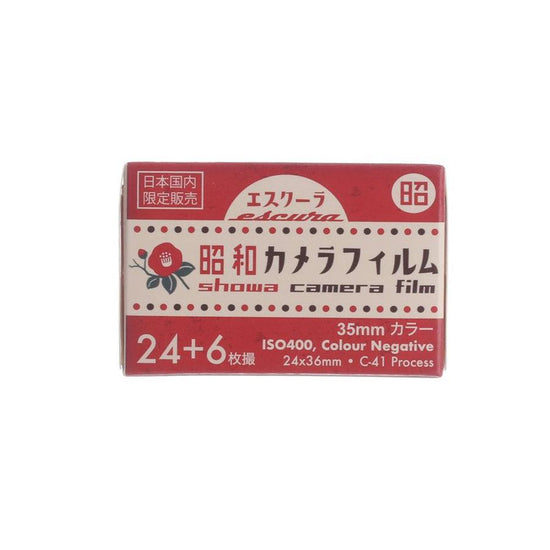 日本国内
限定販売
エスクーラ
escura
昭
昭和カメラフィルム
showa camera film
24+6枚撮
35mm カラー
ISO400, Colour Negative
24x36mm • C-41 Process